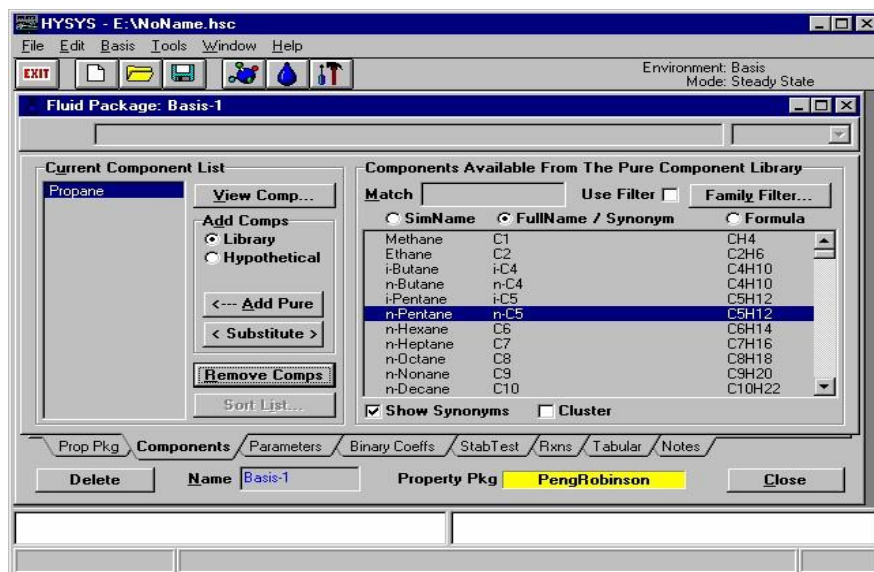 HYSYS - E:\NoName.hsc
File Edit Basis Tools Window Help
EXIT
Environment: Basis
Mode: Steady State
Fluid Package: Basis-1
Current Component List
Propane
View Comp...
Add Comps
Library
Hypothetical
<--- Add Pure
< Substitute >
Remove Comps
Sort List...
Components Available From The Pure Component Library
Match Use Filter Family Filter...
SimName FullName / Synonym Formula
Methane C1 CH4
Ethane C2 C2H6
i-Butane i-C4 C4H10
n-Butane n-C4 C4H10
i-Pentane i-C5 C5H12
n-Pentane n-C5 C5H12
n-Hexane C6 C6H14
n-Heptane C7 C7H16
n-Octane C8 C8H18
n-Nonane C9 C9H20
n-Decane C10 C10H22
Show Synonyms Cluster
Prop Pkg Components Parameters Binary Coeffs StabTest Rxns Tabular Notes
Delete Name Basis-1 Property Pkg PengRobinson Close